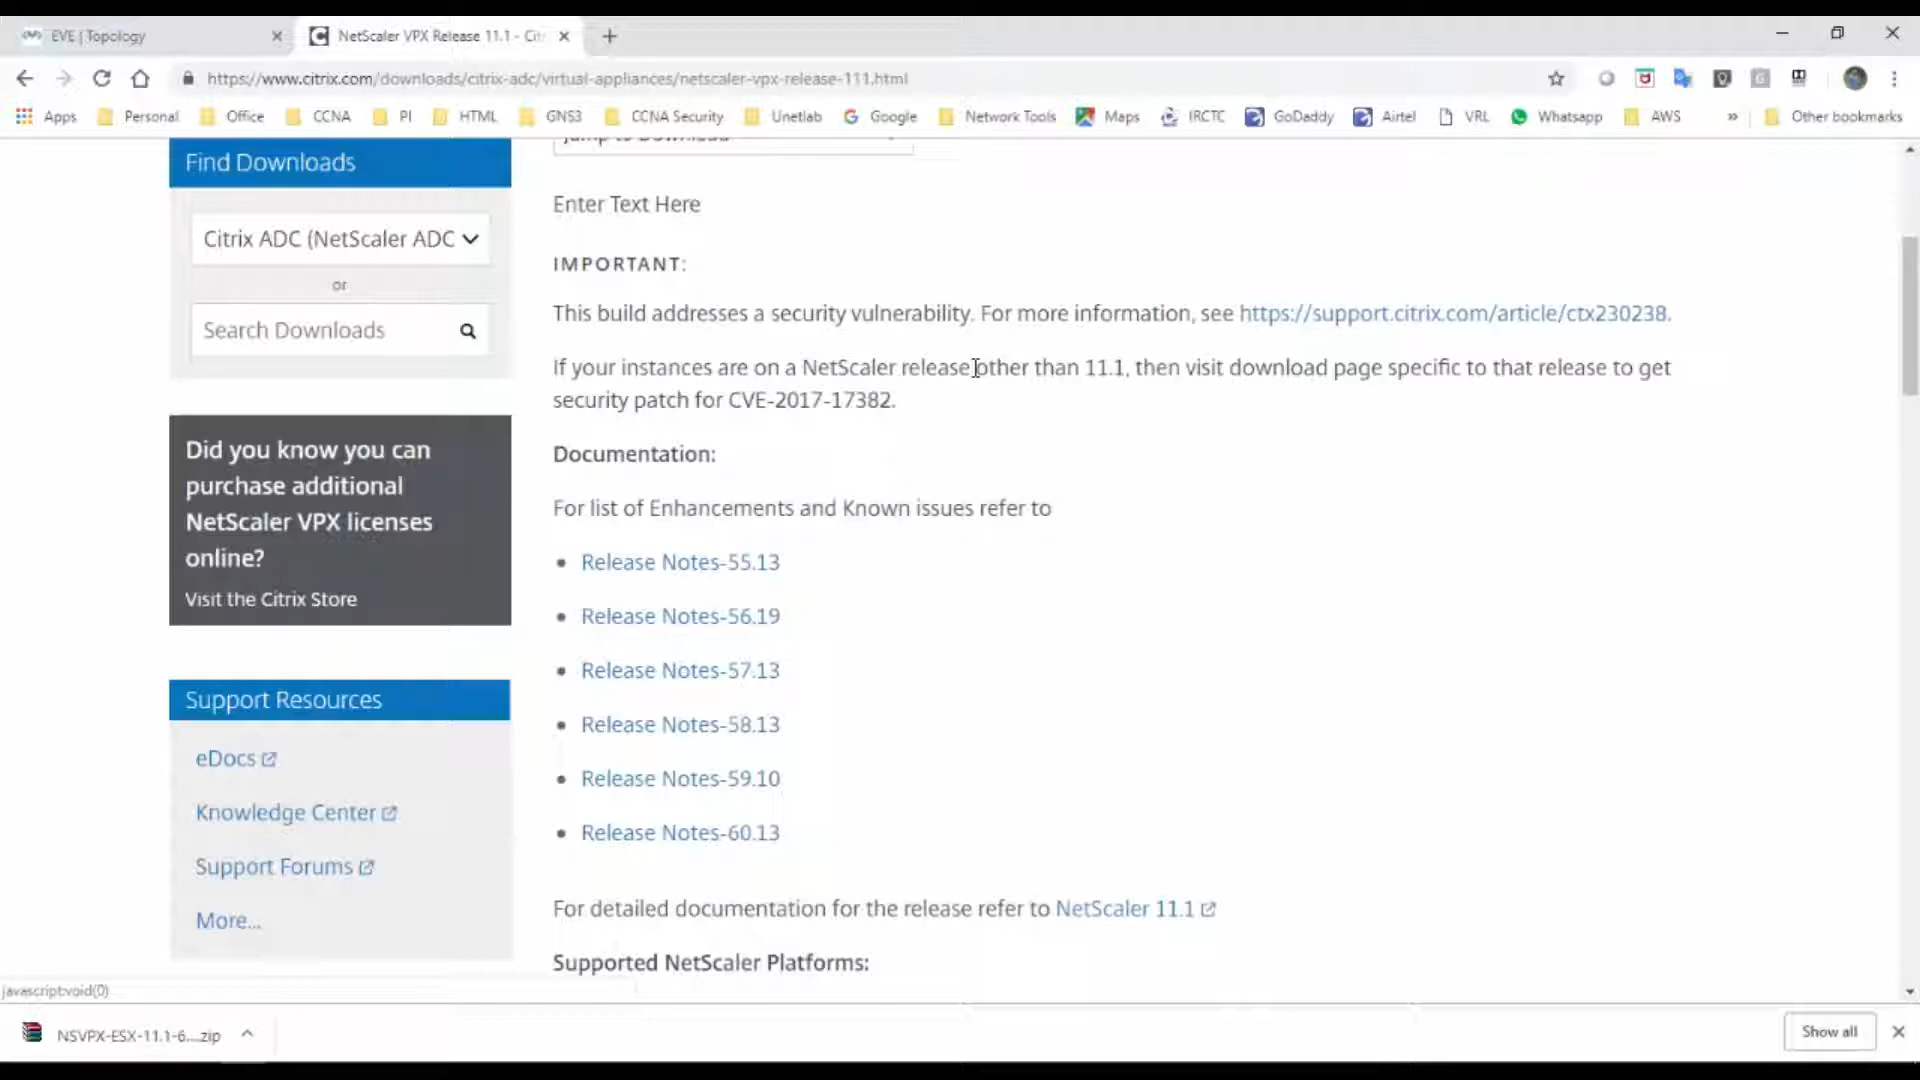 EVE | Topology
NetScaler VPX Release 11.1 - Cit
https://www.citrix.com/downloads/citrix-adc/virtual-appliances/netscaler-vpx-release-111.html
Apps Personal Office CCNA PI HTML GNS3 CCNA Security Unetlab Google Network Tools Maps IRCTC GoDaddy Airtel VRL Whatsapp AWS » Other bookmarks
Find Downloads
Citrix ADC (NetScaler ADC
or
Search Downloads
Did you know you can
purchase additional
NetScaler VPX licenses
online?
Visit the Citrix Store
Support Resources
eDocs
Knowledge Center
Support Forums
More...
Jump to Download
Enter Text Here
IMPORTANT:
This build addresses a security vulnerability. For more information, see https://support.citrix.com/article/ctx230238.
If your instances are on a NetScaler release other than 11.1, then visit download page specific to that release to get
security patch for CVE-2017-17382.
Documentation:
For list of Enhancements and Known issues refer to
• Release Notes-55.13
• Release Notes-56.19
• Release Notes-57.13
• Release Notes-58.13
• Release Notes-59.10
• Release Notes-60.13
For detailed documentation for the release refer to NetScaler 11.1
Supported NetScaler Platforms:
javascript:void(0)
NSVPX-ESX-11.1-6....zip
Show all